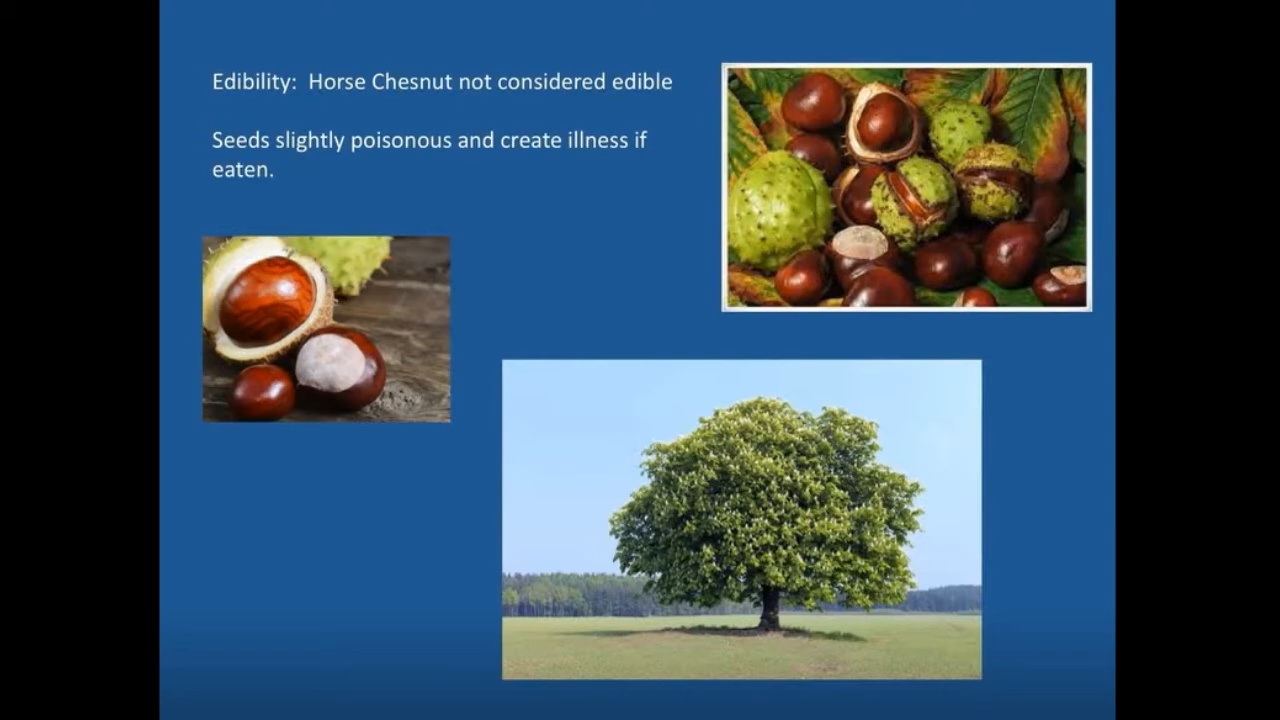 Edibility:  Horse Chesnut not considered edible
Seeds slightly poisonous and create illness if
eaten.